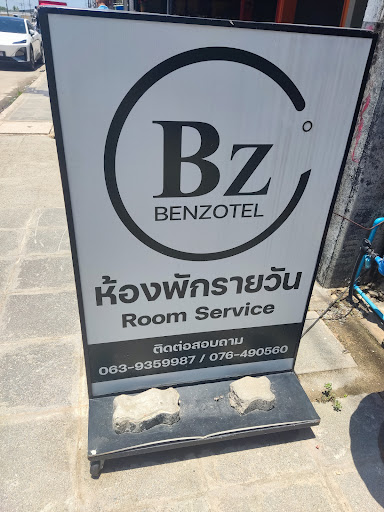 Bz
BENZOTEL
ห้องพักรายวัน
Room Service
ติดต่อสอบถาม
063-9359987 / 076-490560